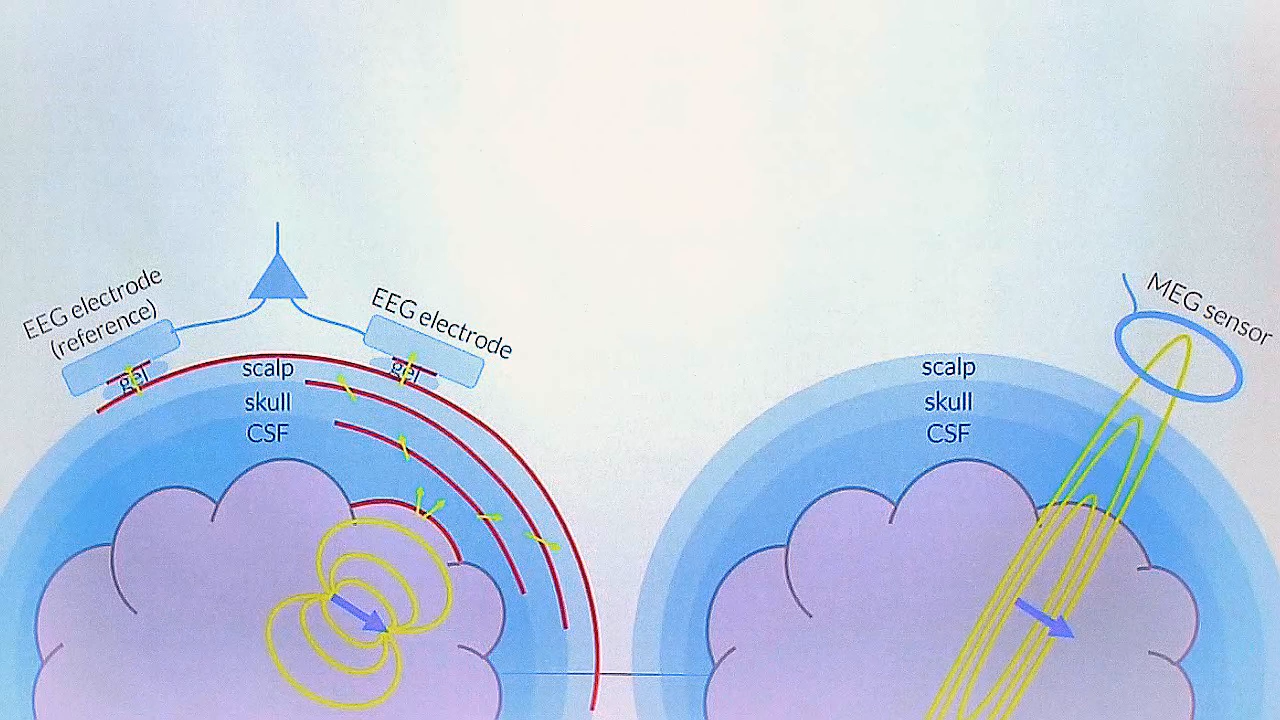 EEG electrode
(reference)
gel
EEG electrode
gel
scalp
skull
CSF
MEG sensor
scalp
skull
CSF